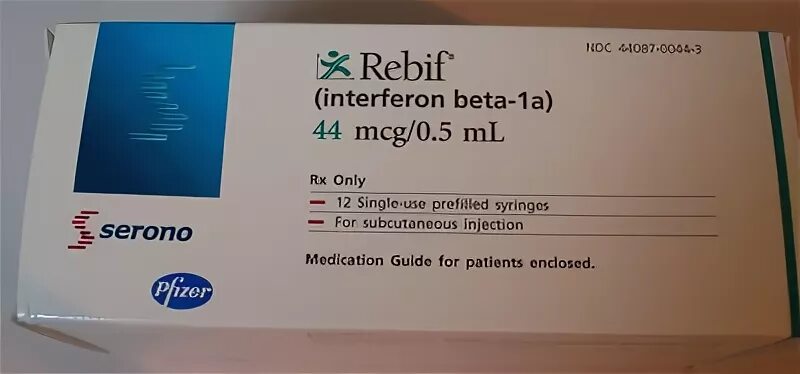 Rebif®
NDC 44087-0044-3
(interferon beta-1a)
44 mcg/0.5 mL
Rx Only
12 Single-use prefilled syringes
For subcutaneous injection
Medication Guide for patients enclosed.
serono
Pfizer